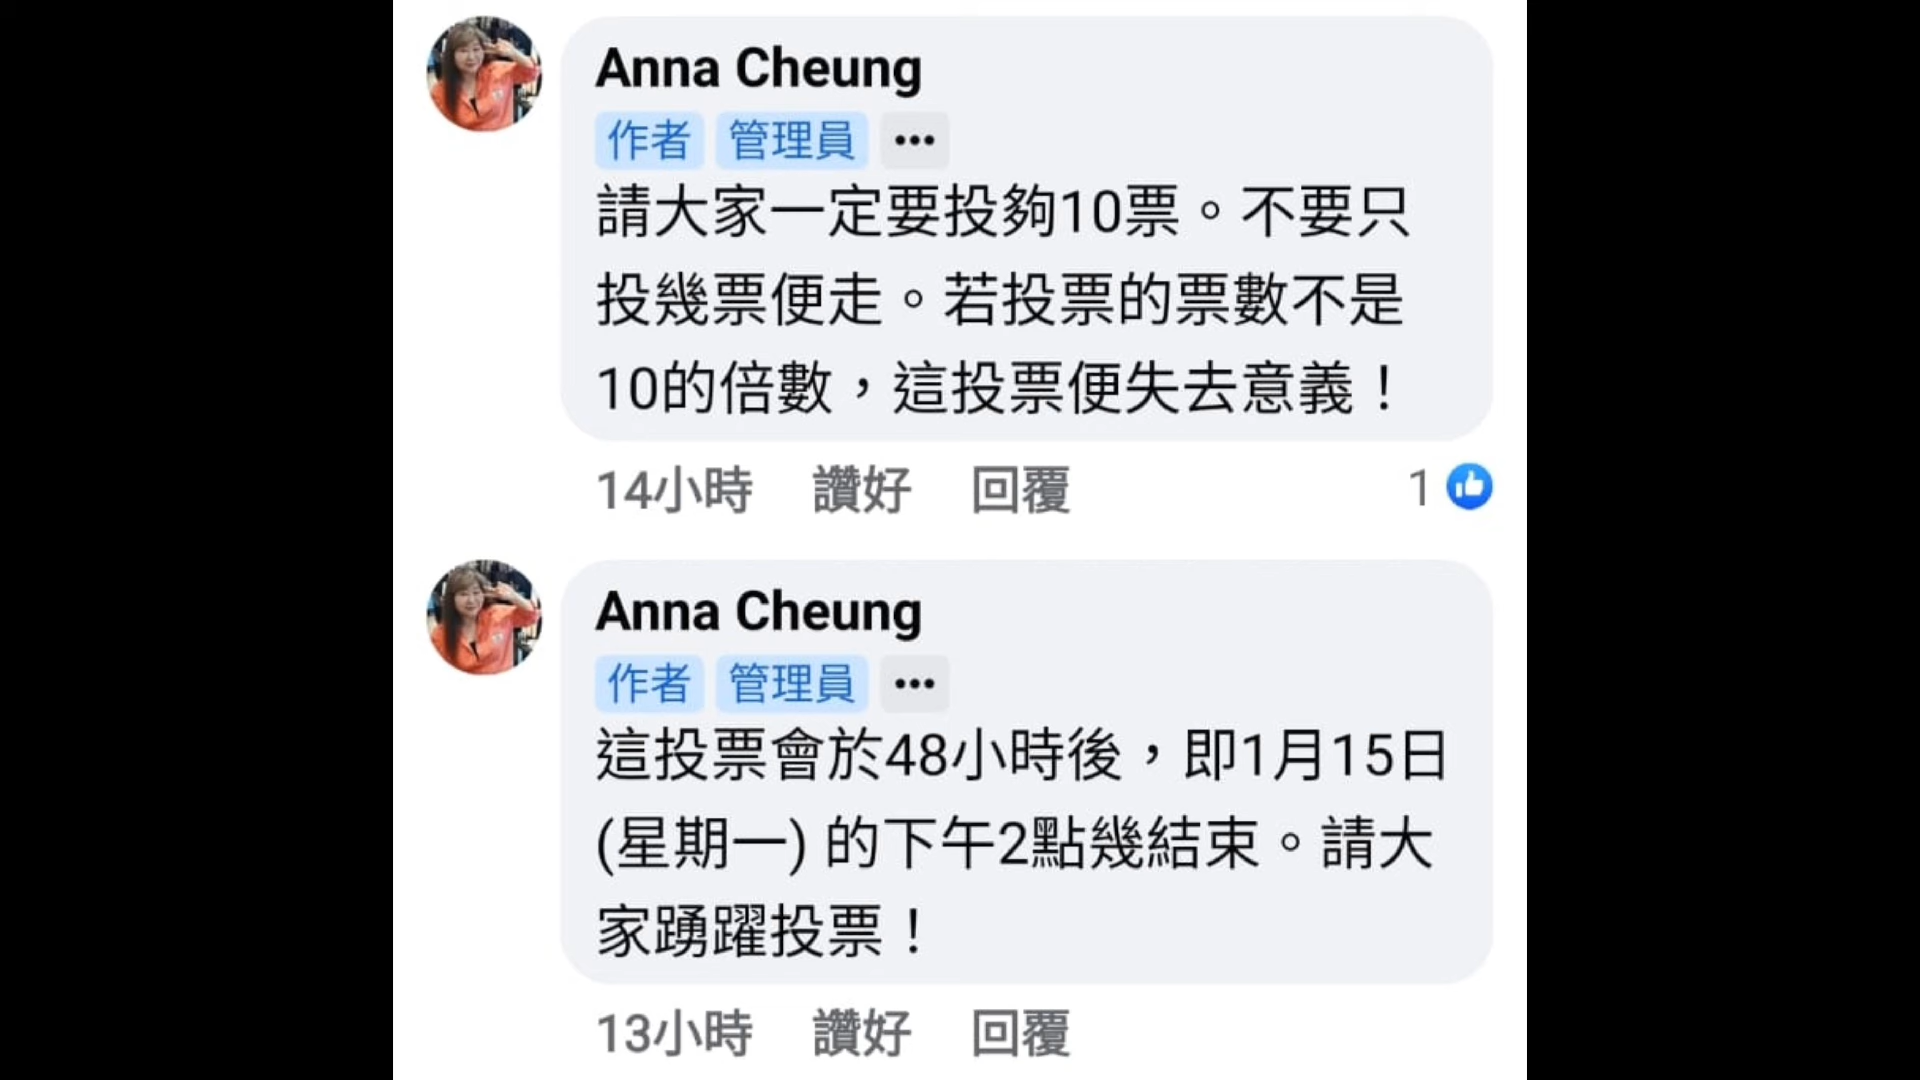 Anna Cheung
作者 管理員 •••
請大家一定要投夠10票。不要只
投幾票便走。若投票的票數不是
10的倍數，這投票便失去意義！
14小時 讚好 回覆 1
Anna Cheung
作者 管理員 •••
這投票會於48小時後，即1月15日
(星期一) 的下午2點幾結束。請大
家踴躍投票！
13小時 讚好 回覆